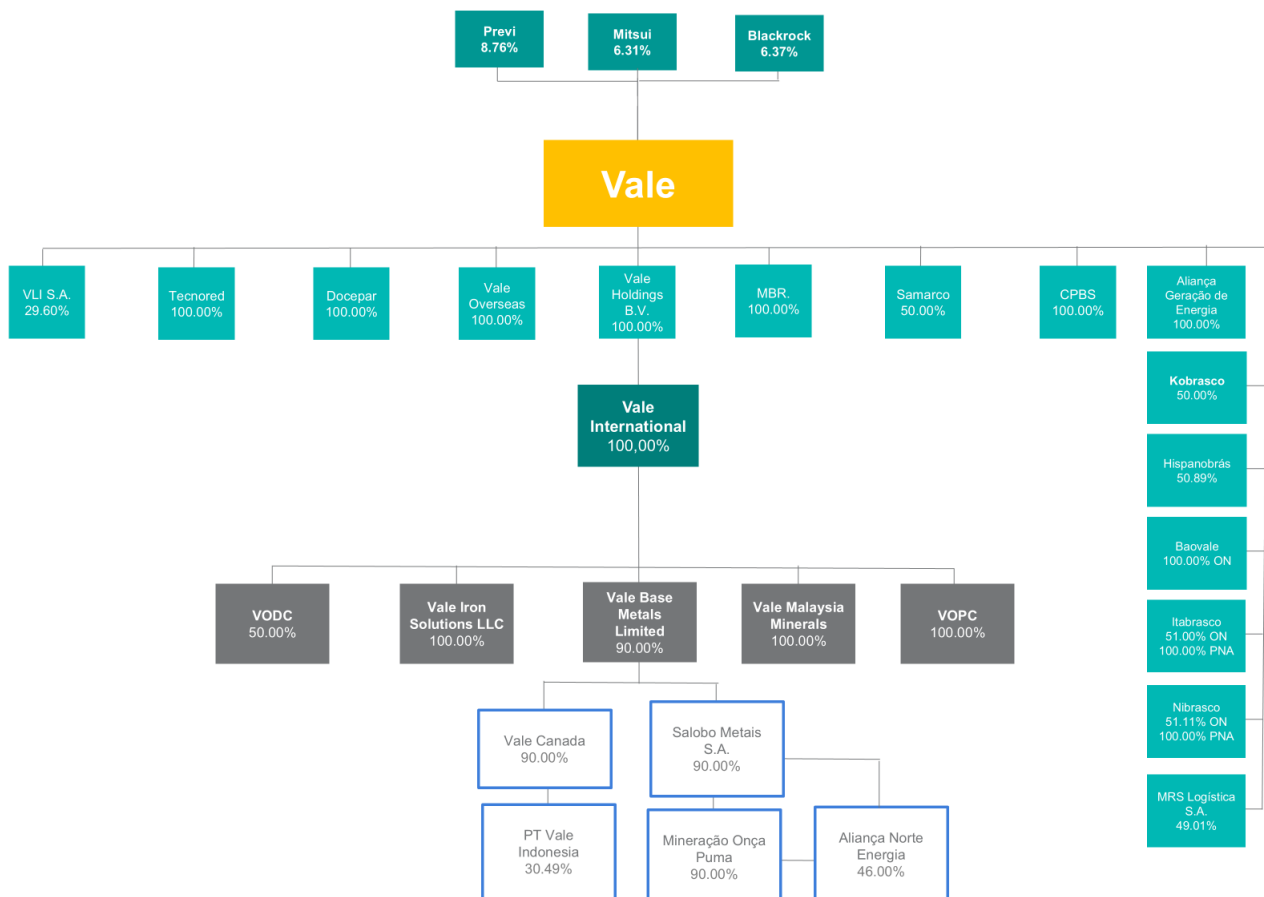 Previ
8.76%
Mitsui
6.31%
Blackrock
6.37%
Vale
VLI S.A.
29.60%
Tecnored
100.00%
Docepar
100.00%
Vale
Overseas
100.00%
Vale
Holdings
B.V.
100.00%
MBR.
100.00%
Samarco
50.00%
CPBS
100.00%
Aliança
Geração de
Energia
100.00%
Kobrasco
50.00%
Hispanobrás
50.89%
Baovale
100.00% ON
Itabrasco
51.00% ON
100.00% PNA
Nibrasco
51.11% ON
100.00% PNA
MRS Logística
S.A.
49.01%
Vale
International
100,00%
VODC
50.00%
Vale Iron
Solutions LLC
100.00%
Vale Base
Metals
Limited
90.00%
Vale Malaysia
Minerals
100.00%
VOPC
100.00%
Vale Canada
90.00%
Salobo Metais
S.A.
90.00%
PT Vale
Indonesia
30.49%
Mineração Onça
Puma
90.00%
Aliança Norte
Energia
46.00%